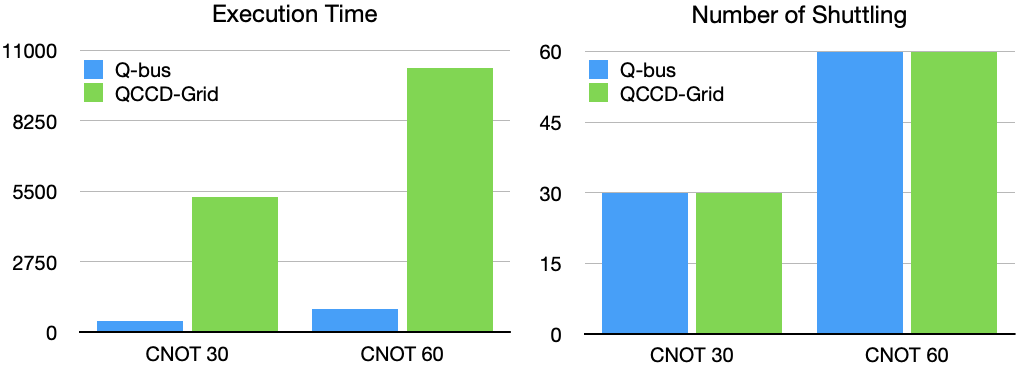 Execution Time
11000
Q-bus
QCCD-Grid
8250
5500
2750
0
CNOT 30
CNOT 60
Number of Shuttling
60
Q-bus
QCCD-Grid
45
30
15
0
CNOT 30
CNOT 60